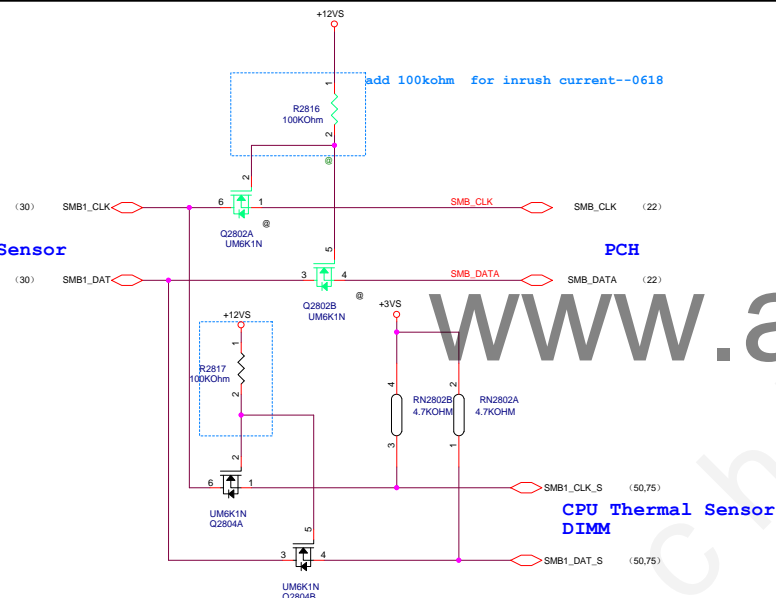 +12VS
add 100kohm  for inrush current--0618
1
R2816
100KOhm
2
@
2
(30)
SMB1_CLK
6
1
SMB_CLK
SMB_CLK
(22)
@
Q2802A
UM6K1N
Sensor
PCH
5
(30)
SMB1_DAT
3
4
SMB_DATA
SMB_DATA
(22)
@
Q2802B
UM6K1N
+12VS
+3VS
www.a
1
R2817
100KOhm
2
4
RN2802B
4.7KOHM
3
2
RN2802A
4.7KOHM
1
2
6
1
SMB1_CLK_S
(50,75)
UM6K1N
Q2804A
CPU Thermal Sensor
DIMM
5
3
4
SMB1_DAT_S
(50,75)
UM6K1N
Q2804B
c h